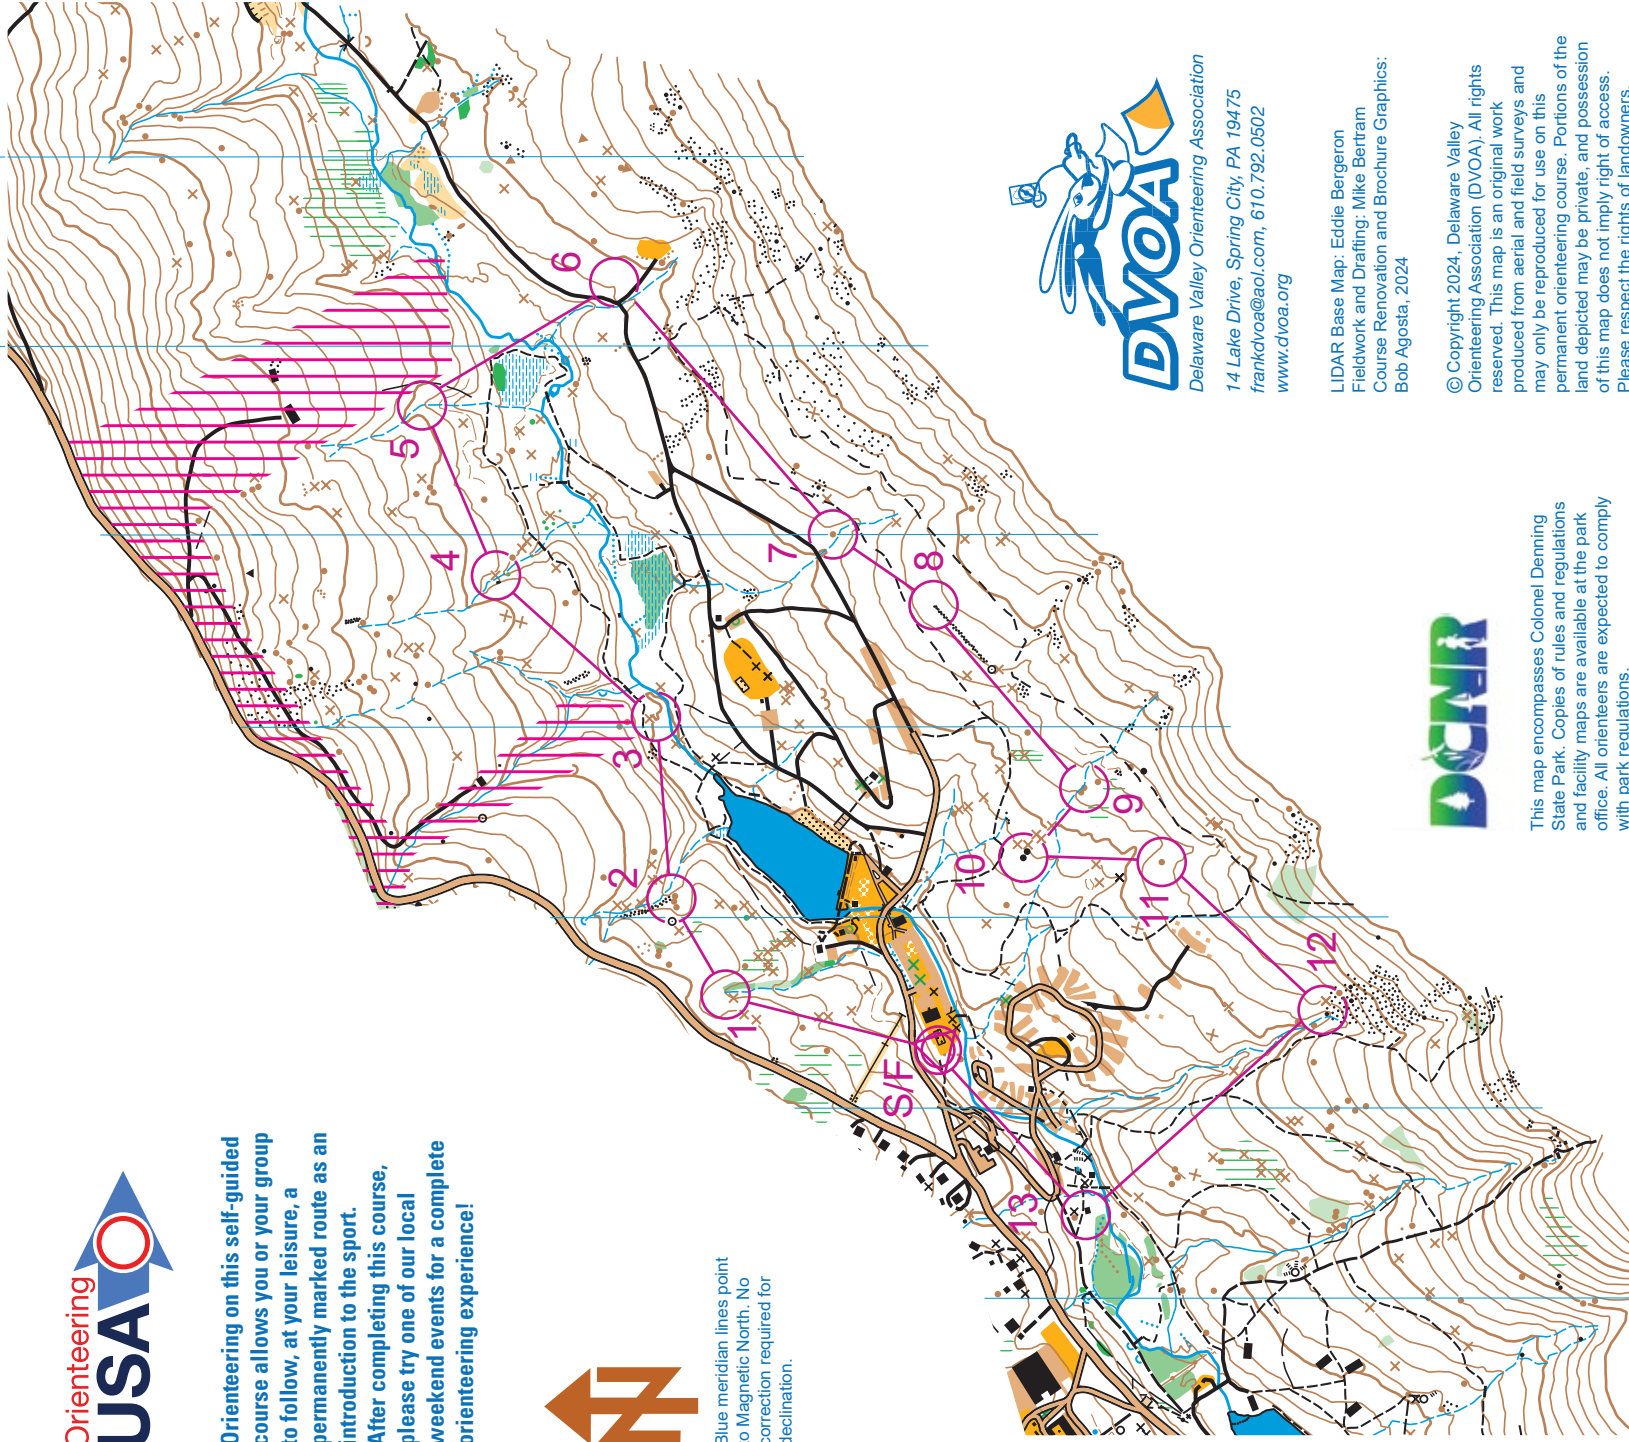 Orienteering
USA
Orienteering on this self-guided
course allows you or your group
to follow, at your leisure, a
permanently marked route as an
introduction to the sport.
After completing this course,
please try one of our local
weekend events for a complete
orienteering experience!
N
Blue meridian lines point
to Magnetic North. No
correction required for
declination.
S/F
1
2
3
4
5
6
7
8
9
10
11
12
13
DVOA
Delaware Valley Orienteering Association
14 Lake Drive, Spring City, PA 19475
frankdvoa@aol.com, 610.792.0502
www.dvoa.org
LIDAR Base Map: Eddie Bergeron
Fieldwork and Drafting: Mike Bertram
Course Renovation and Brochure Graphics:
Bob Agosta, 2024
© Copyright 2024, Delaware Valley
Orienteering Association (DVOA). All rights
reserved. This map is an original work
produced from aerial and field surveys and
may only be reproduced for use on this
permanent orienteering course. Portions of the
land depicted may be private, and possession
of this map does not imply right of access.
Please respect the rights of landowners.
DCNR
This map encompasses Colonel Denning
State Park. Copies of rules and regulations
and facility maps are available at the park
office. All orienteers are expected to comply
with park regulations.